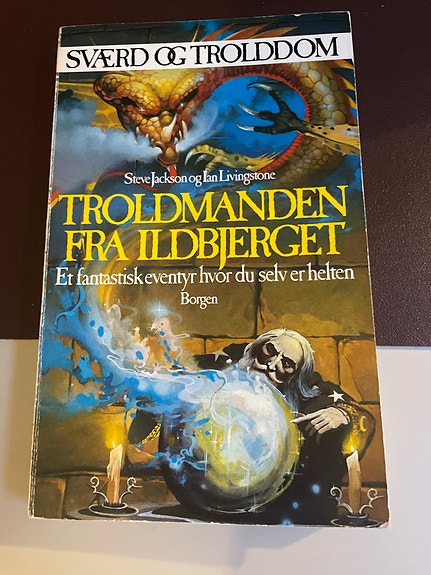 SVÆRD OG TROLDDOM
Steve Jackson og Ian Livingstone
TROLDMANDEN
FRA ILDBJERGET
Et fantastisk eventyr hvor du selv er helten
Borgen